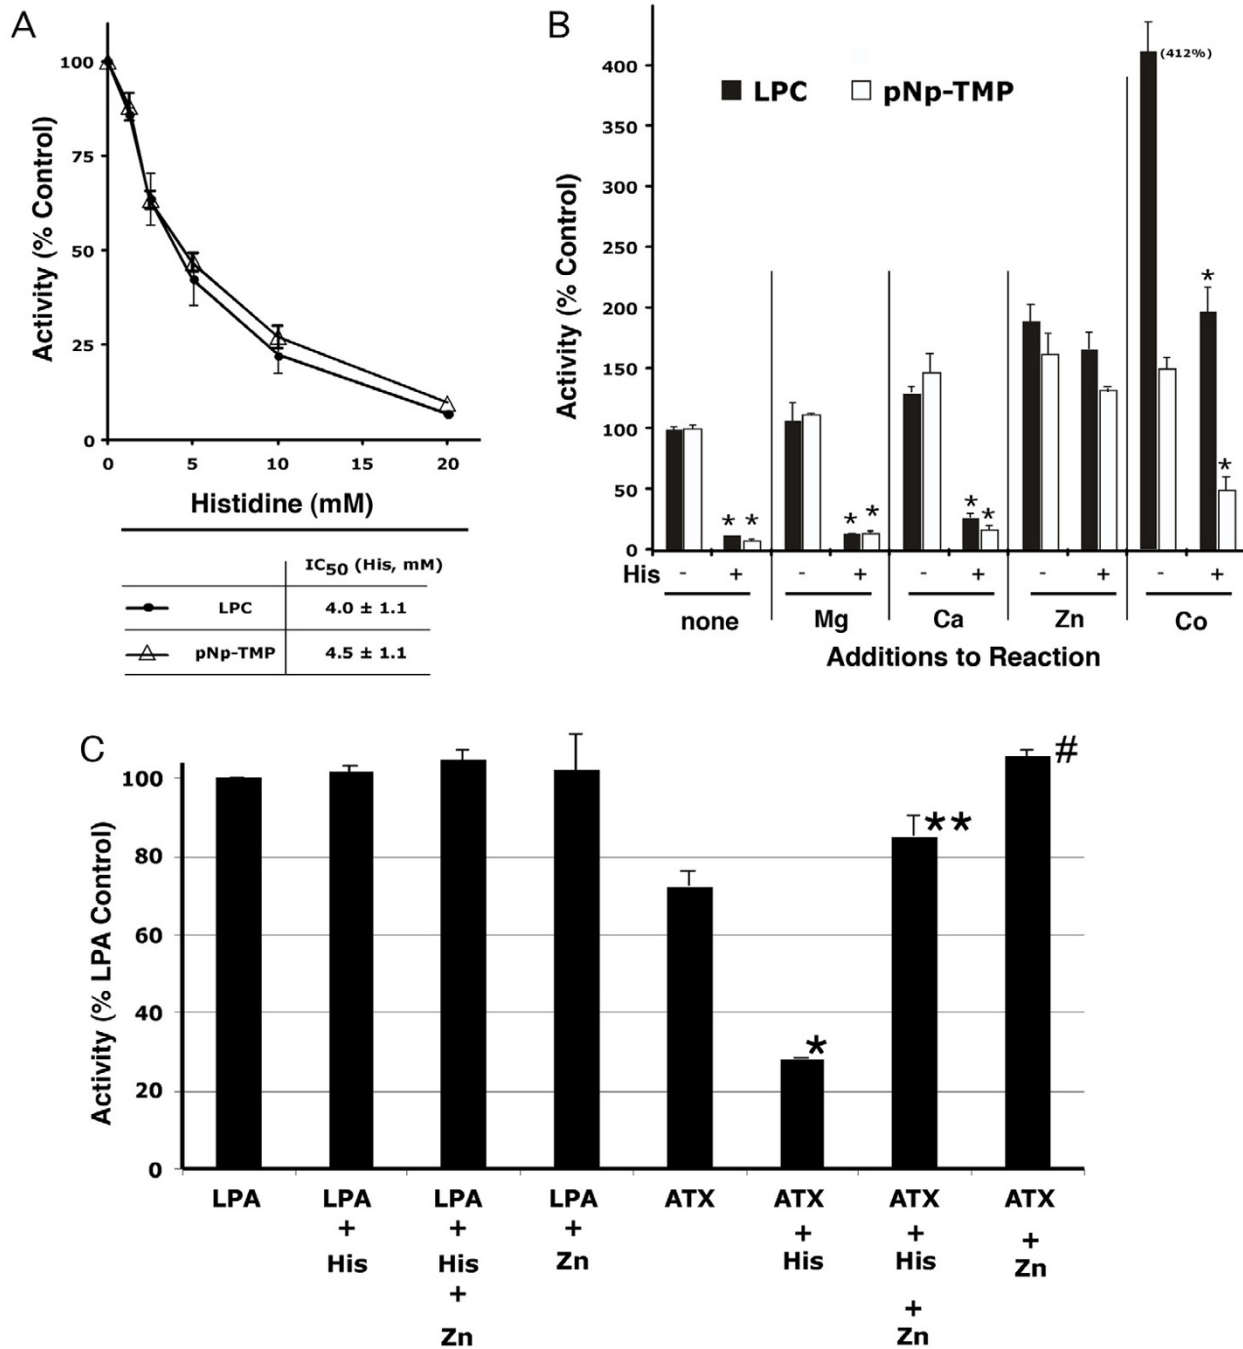 A
Activity (% Control)
100
75
50
25
0
0 5 10 15 20
Histidine (mM)
IC50 (His, mM)
LPC 4.0 ± 1.1
pNp-TMP 4.5 ± 1.1
B
Activity (% Control)
LPC pNp-TMP
(412%)
400
350
300
250
200
150
100
50
0
* * * * * * * *
His - + - + - + - + - +
none Mg Ca Zn Co
Additions to Reaction
C
Activity (% LPA Control)
100
80
60
40
20
0
* ** #
LPA
LPA + His
LPA + His + Zn
LPA + Zn
ATX
ATX + His
ATX + His + Zn
ATX + Zn